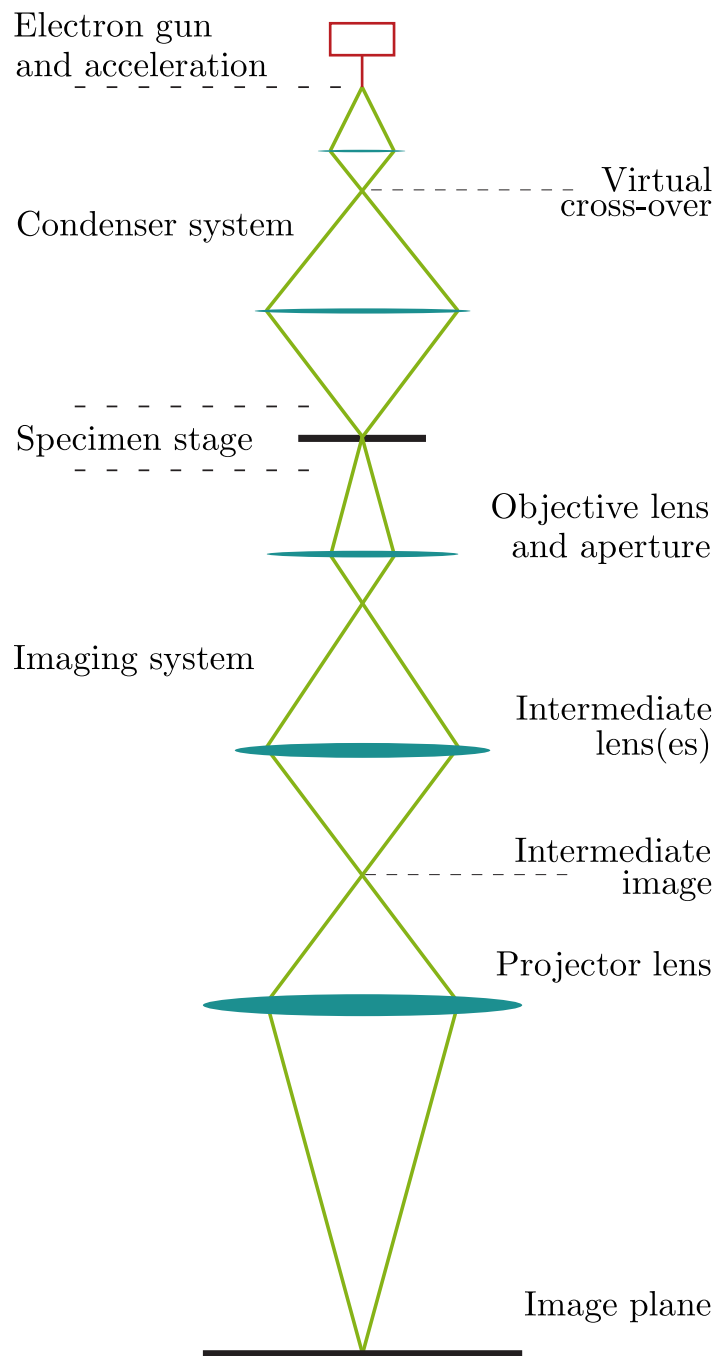 Electron gun
and acceleration
Virtual
cross-over
Condenser system
Specimen stage
Objective lens
and aperture
Imaging system
Intermediate
lens(es)
Intermediate
image
Projector lens
Image plane